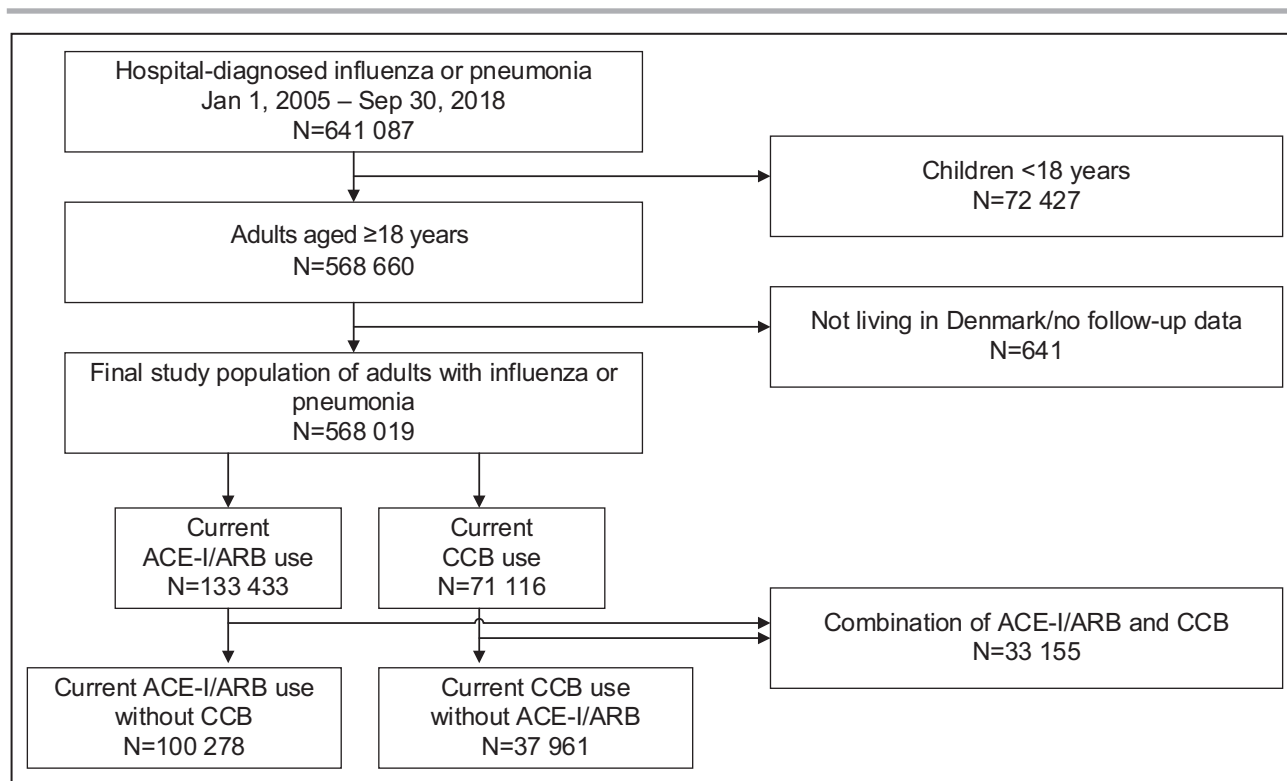 Hospital-diagnosed influenza or pneumonia
Jan 1, 2005 – Sep 30, 2018
N=641 087
Children <18 years
N=72 427
Adults aged ≥18 years
N=568 660
Not living in Denmark/no follow-up data
N=641
Final study population of adults with influenza or
pneumonia
N=568 019
Current
ACE-I/ARB use
N=133 433
Current
CCB use
N=71 116
Combination of ACE-I/ARB and CCB
N=33 155
Current ACE-I/ARB use
without CCB
N=100 278
Current CCB use
without ACE-I/ARB
N=37 961